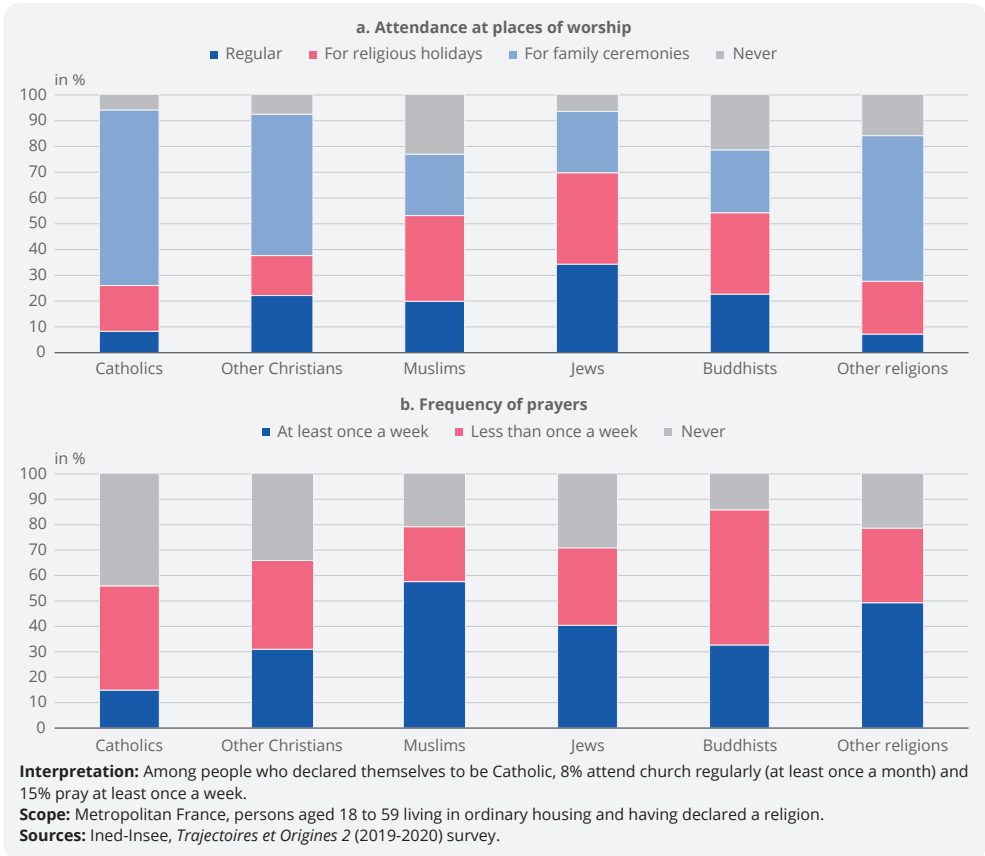 a. Attendance at places of worship
Regular For religious holidays For family ceremonies Never
in %
100
90
80
70
60
50
40
30
20
10
0
Catholics Other Christians Muslims Jews Buddhists Other religions
b. Frequency of prayers
At least once a week Less than once a week Never
in %
100
90
80
70
60
50
40
30
20
10
0
Catholics Other Christians Muslims Jews Buddhists Other religions
Interpretation: Among people who declared themselves to be Catholic, 8% attend church regularly (at least once a month) and
15% pray at least once a week.
Scope: Metropolitan France, persons aged 18 to 59 living in ordinary housing and having declared a religion.
Sources: Ined-Insee, Trajectoires et Origines 2 (2019-2020) survey.